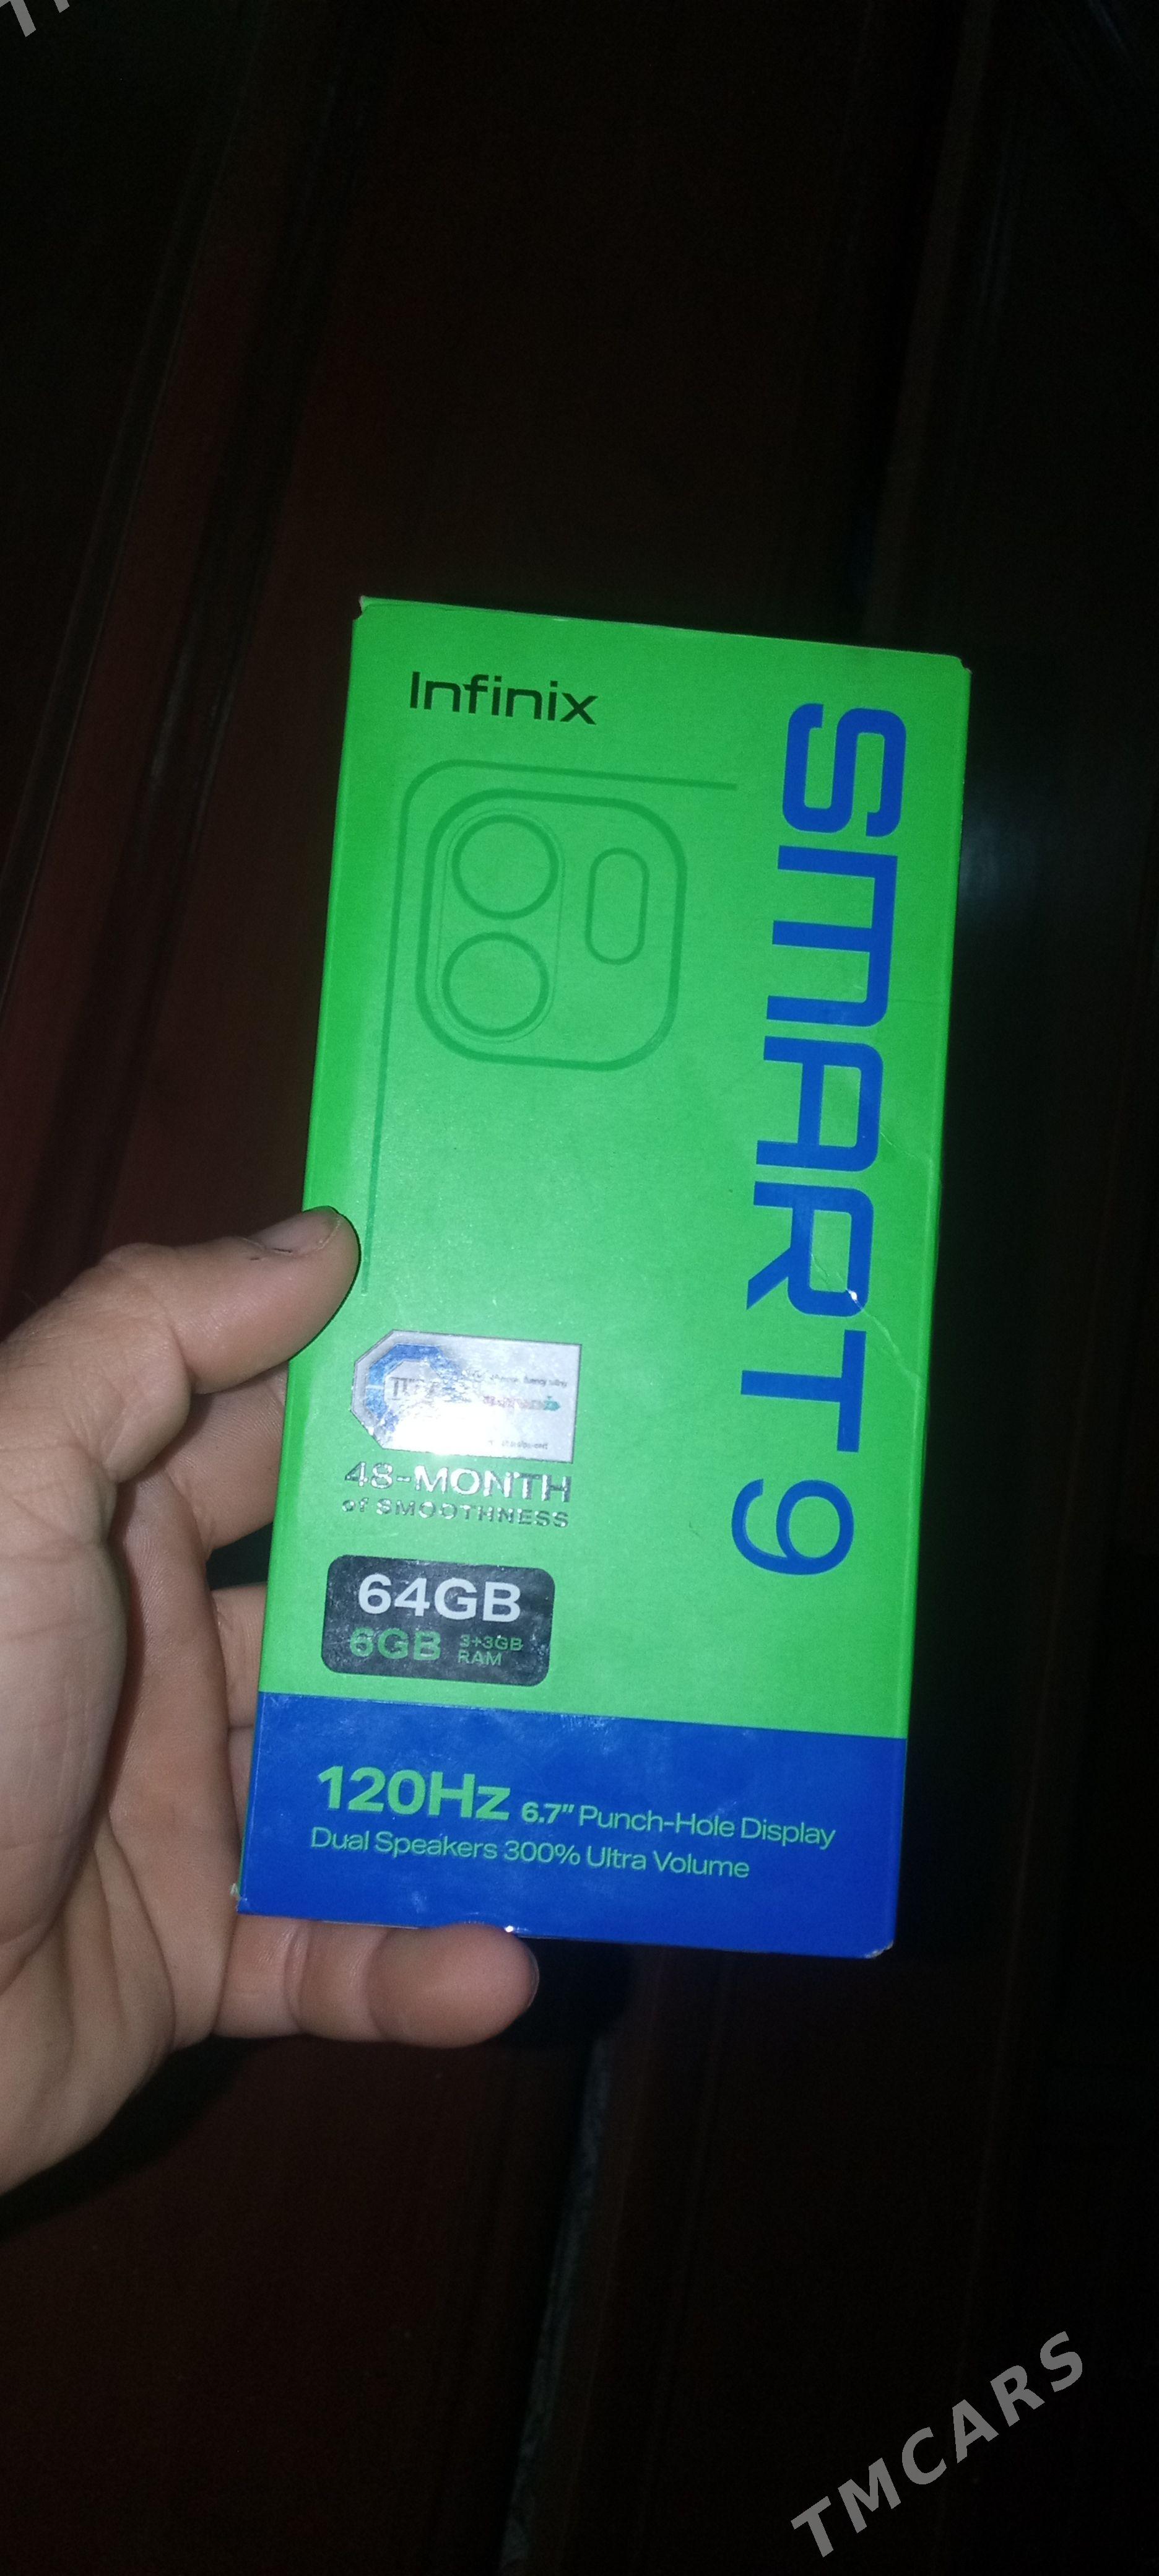 Infinix
SMART 9
48-MONTH
of SMOOTHNESS
64GB
6GB 3+3GB
RAM
120Hz 6.7" Punch-Hole Display
Dual Speakers 300% Ultra Volume
TMCARS